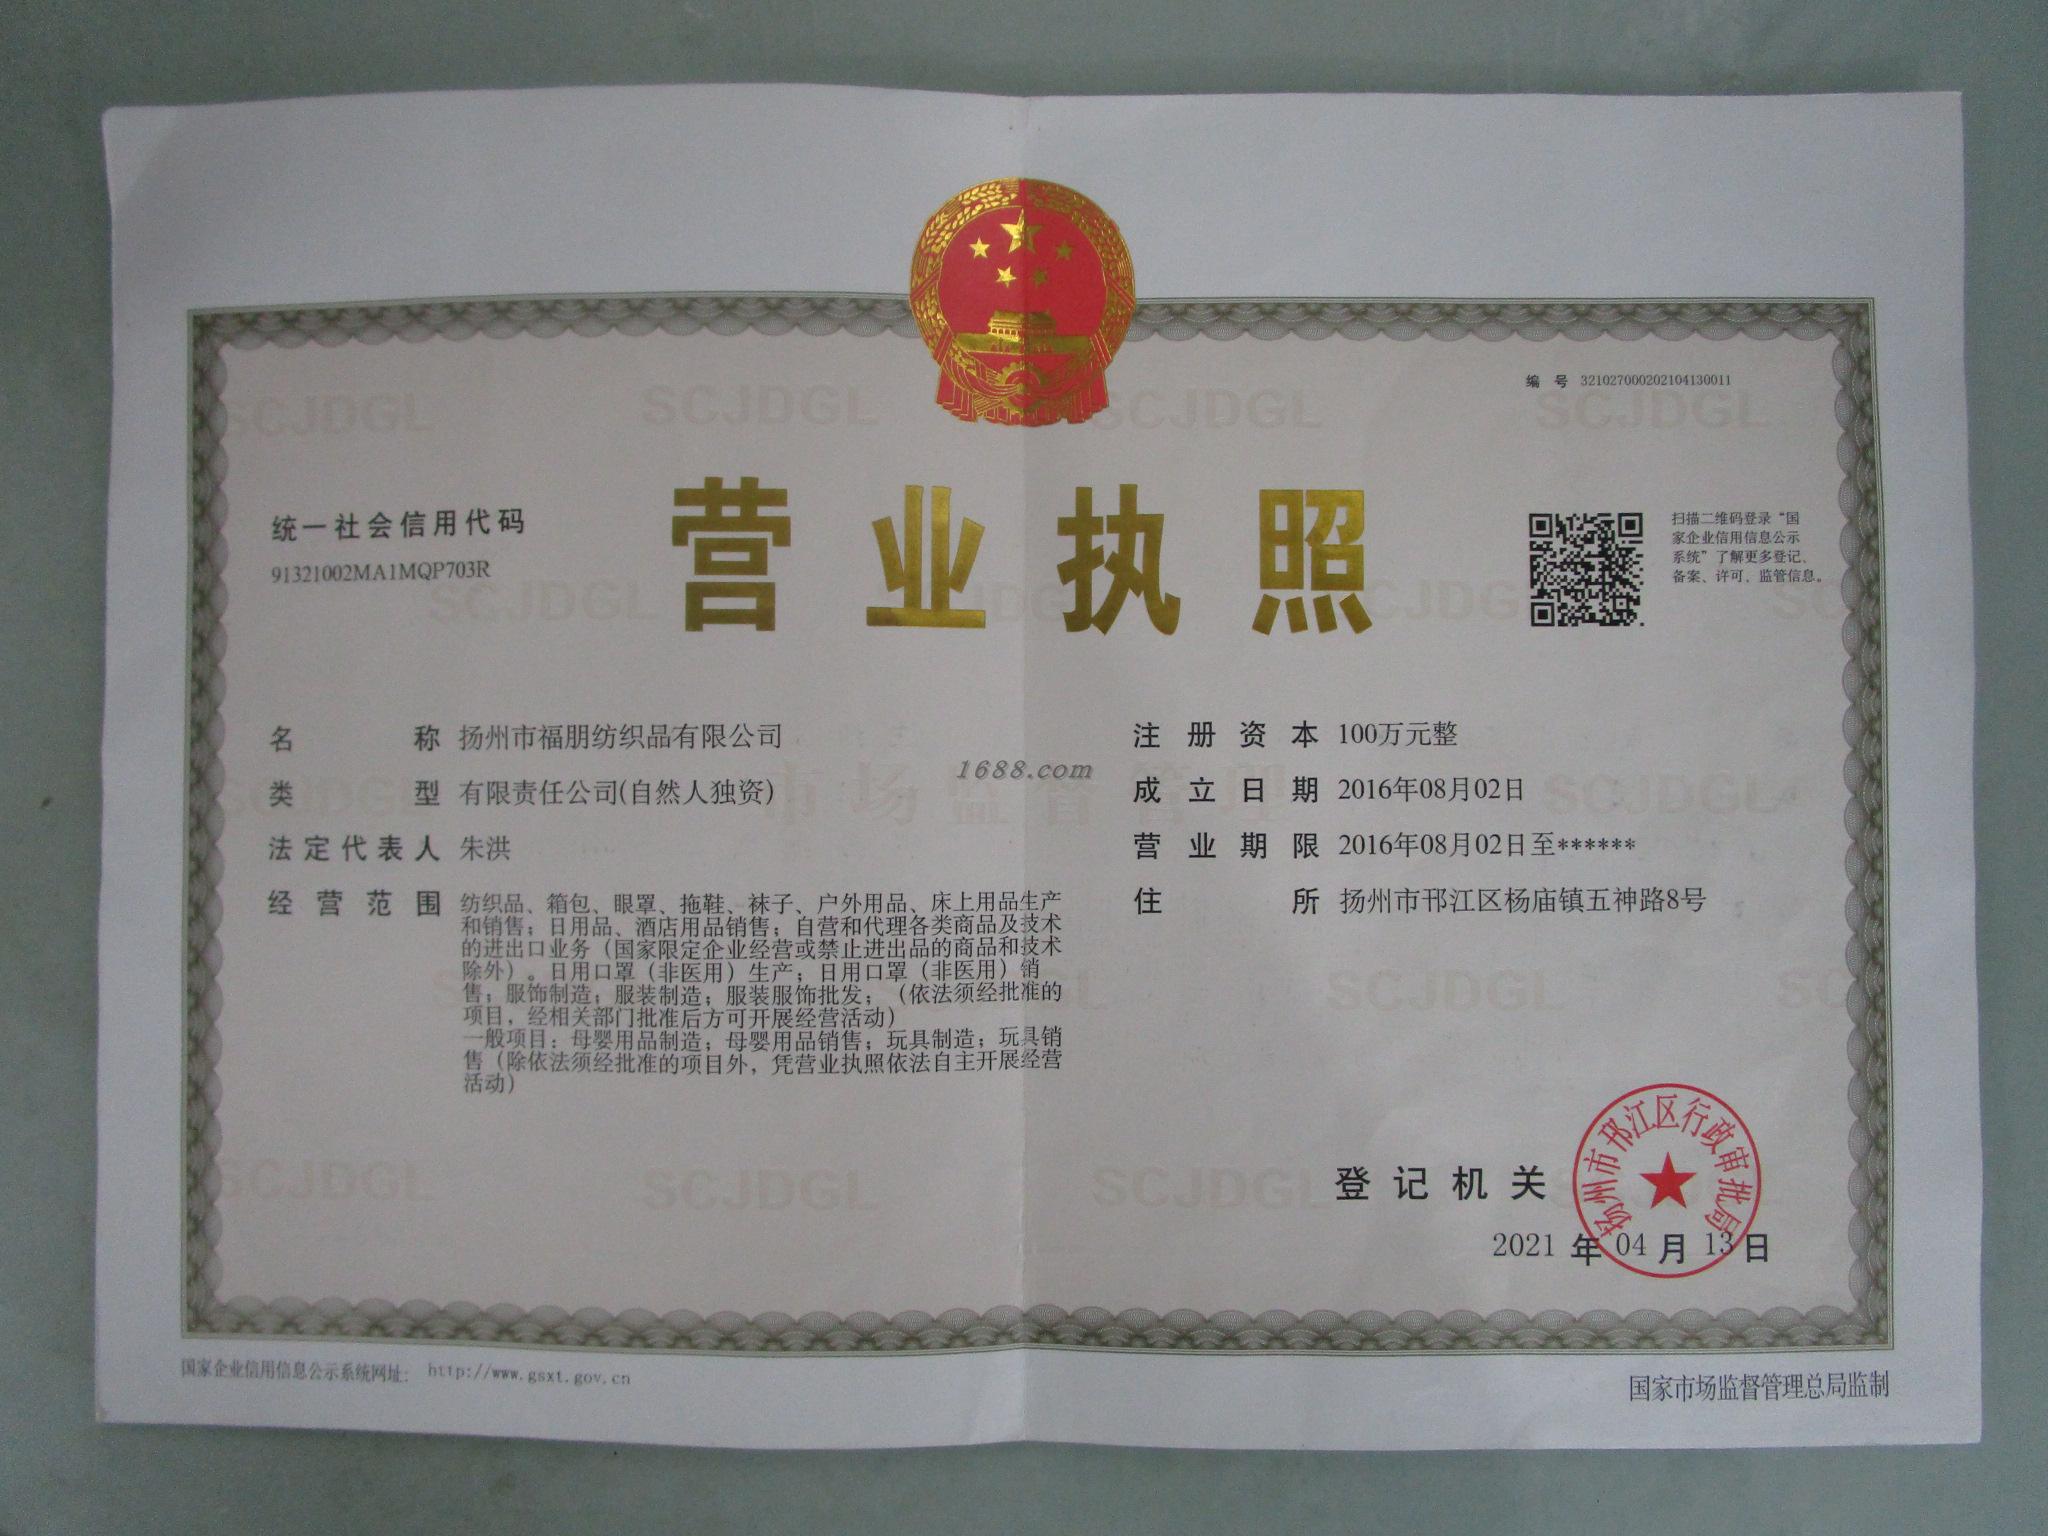 编 号 321027000202104130011
营业执照
统一社会信用代码
91321002MA1MQP703R
扫描二维码登录“国
家企业信用信息公示
系统”了解更多登记、
备案、许可、监管信息。
名 称 扬州市福朋纺织品有限公司
类 型 有限责任公司(自然人独资)
法定代表人 朱洪
经营范围 纺织品、箱包、眼罩、拖鞋、袜子、户外用品、床上用品生产
和销售；日用品、酒店用品销售；自营和代理各类商品及技术
的进出口业务（国家限定企业经营或禁止进出品的商品和技术
除外）。日用口罩（非医用）生产；日用口罩（非医用）销
售；服饰制造；服装制造；服装服饰批发；（依法须经批准的
项目，经相关部门批准后方可开展经营活动）
一般项目：母婴用品制造；母婴用品销售；玩具制造；玩具销
售（除依法须经批准的项目外，凭营业执照依法自主开展经营
活动）
注册资本 100万元整
成立日期 2016年08月02日
营业期限 2016年08月02日至******
住 所 扬州市邗江区杨庙镇五神路8号
1688.com
市场监督管理
SCJDGL
登记机关
扬州市邗江区行政审批局
2021 年 04 月 13 日
国家企业信用信息公示系统网址： http://www.gsxt.gov.cn
国家市场监督管理总局监制